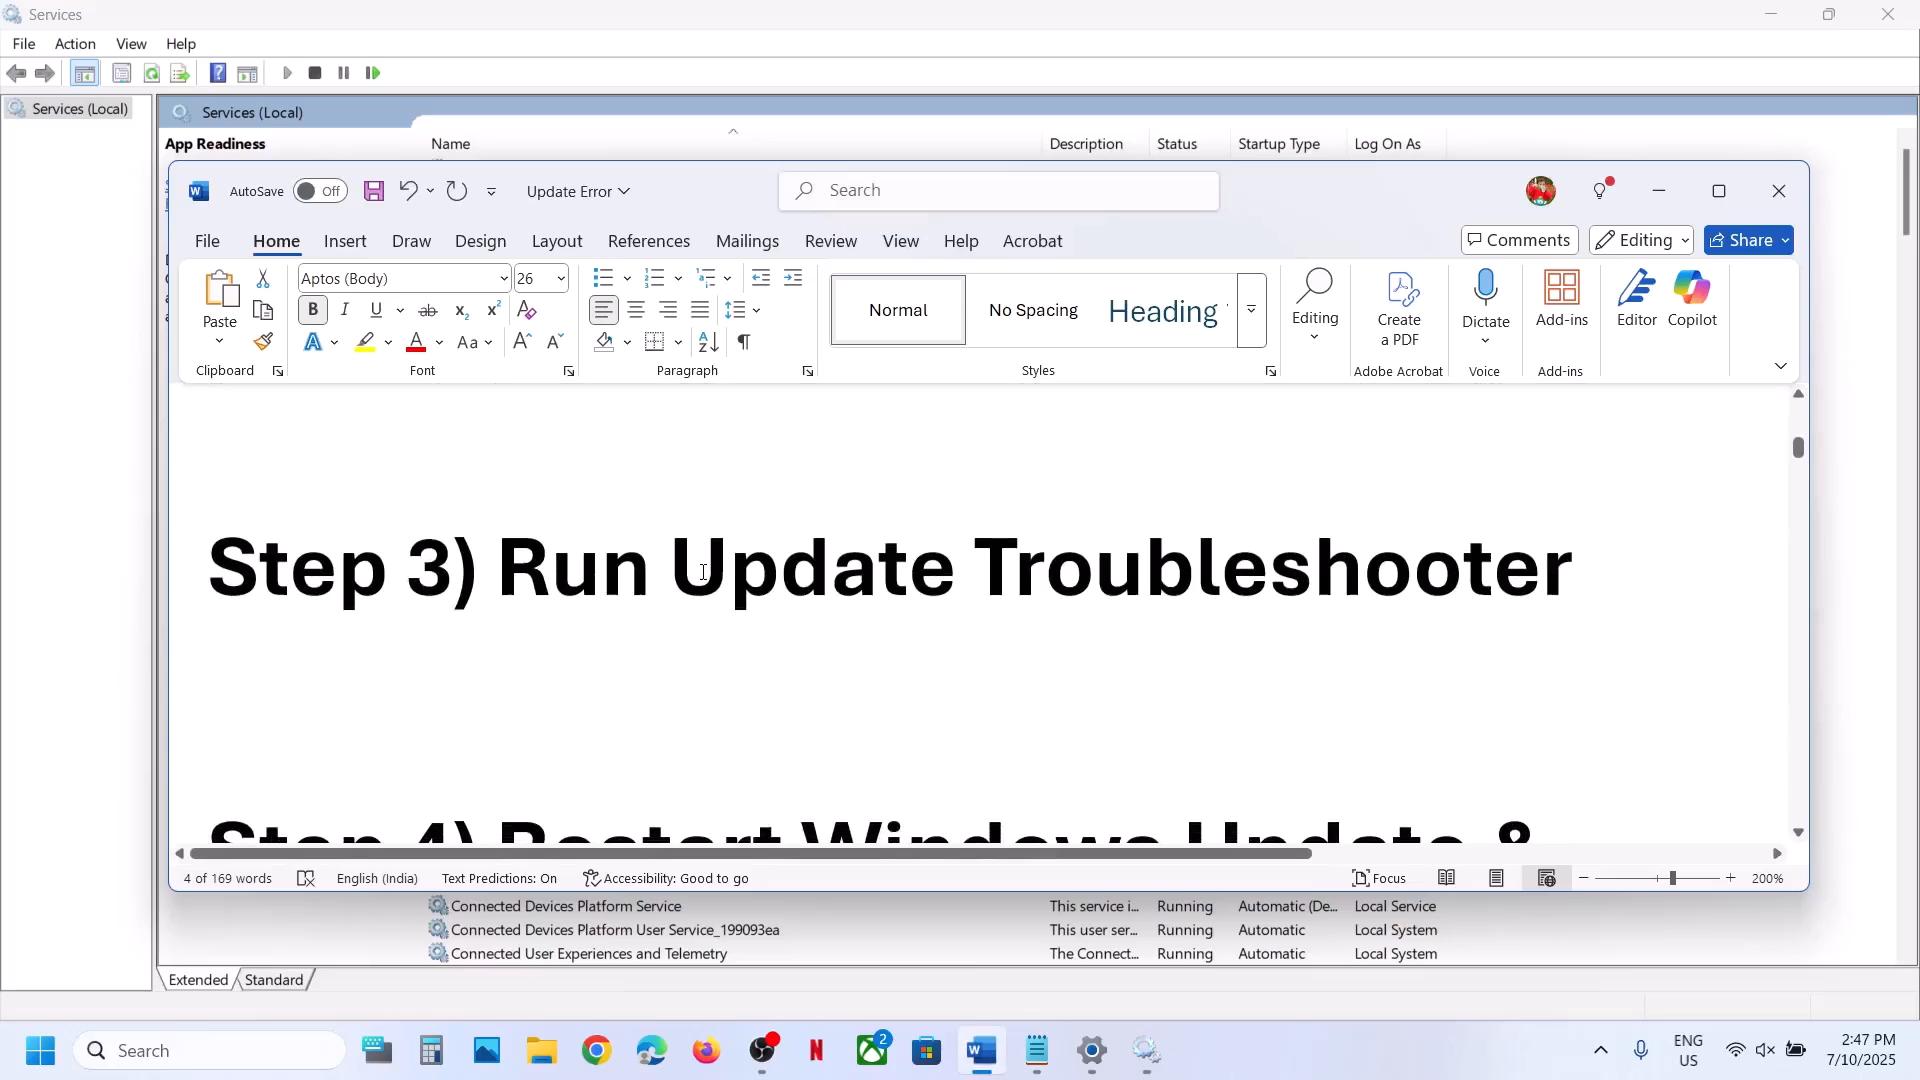 Services
File Action View Help
Services (Local)
Services (Local)
App Readiness
Name Description Status Startup Type Log On As
AutoSave Off Update Error Search
File Home Insert Draw Design Layout References Mailings Review View Help Acrobat Comments Editing Share
Paste
Clipboard
Aptos (Body) 26
Font
Paragraph
Normal No Spacing Heading
Styles
Editing
Create a PDF
Adobe Acrobat
Dictate
Voice
Add-ins
Add-ins
Editor Copilot
Step 3) Run Update Troubleshooter
Step 4) Restart Windows Update &
4 of 169 words English (India) Text Predictions: On Accessibility: Good to go Focus 200%
Connected Devices Platform Service This service i... Running Automatic (De... Local Service
Connected Devices Platform User Service_199093ea This user ser... Running Automatic Local System
Connected User Experiences and Telemetry The Connect... Running Automatic Local System
Extended Standard
Search 2 ENG US 2:47 PM 7/10/2025